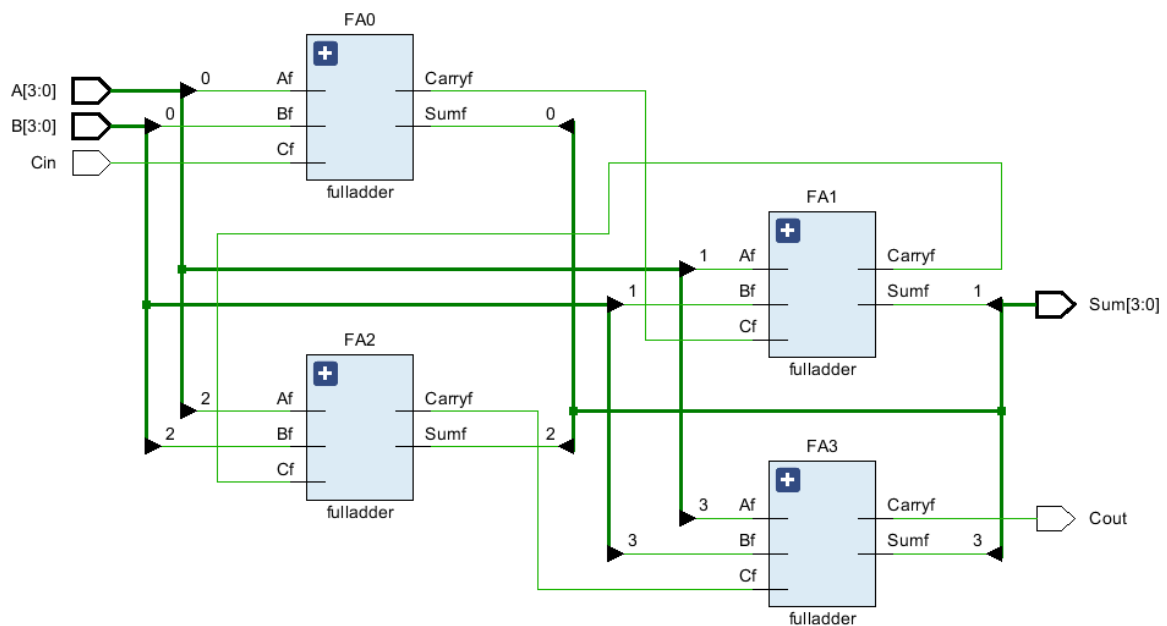 FA0
A[3:0]
0
Af
Carryf
B[3:0]
0
Bf
Sumf
0
Cin
Cf
fulladder
FA1
1
Af
Carryf
1
Bf
Sumf
1
Sum[3:0]
Cf
fulladder
FA2
2
Af
Carryf
2
Bf
Sumf
2
Cf
fulladder
FA3
3
Af
Carryf
Cout
3
Bf
Sumf
3
Cf
fulladder